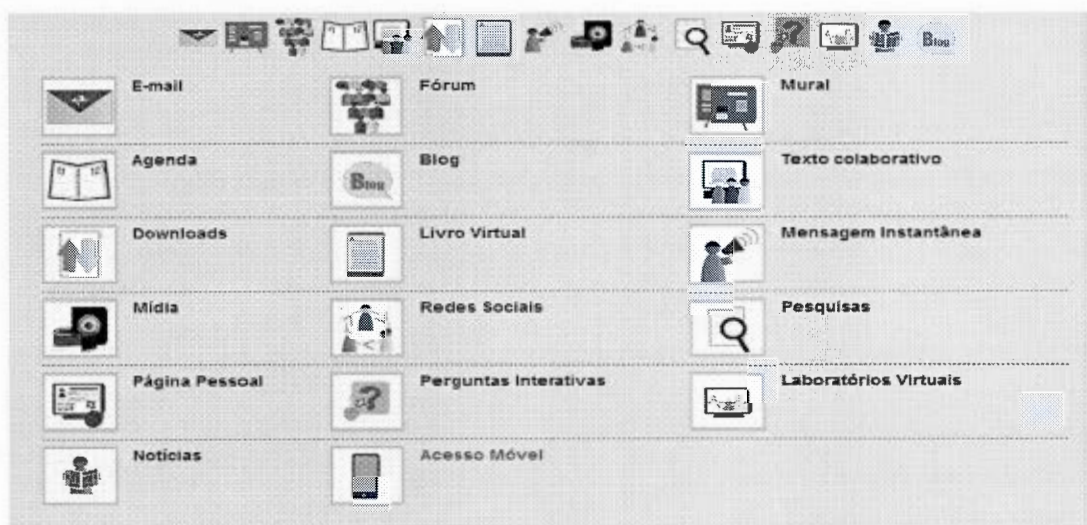 Blog
E-mail Fórum Mural
Agenda Blog Texto colaborativo
Blog
Downloads Livro Virtual Mensagem Instantânea
Mídia Redes Sociais Pesquisas
Página Pessoal Perguntas Interativas Laboratórios Virtuais
Notícias Acesso Móvel